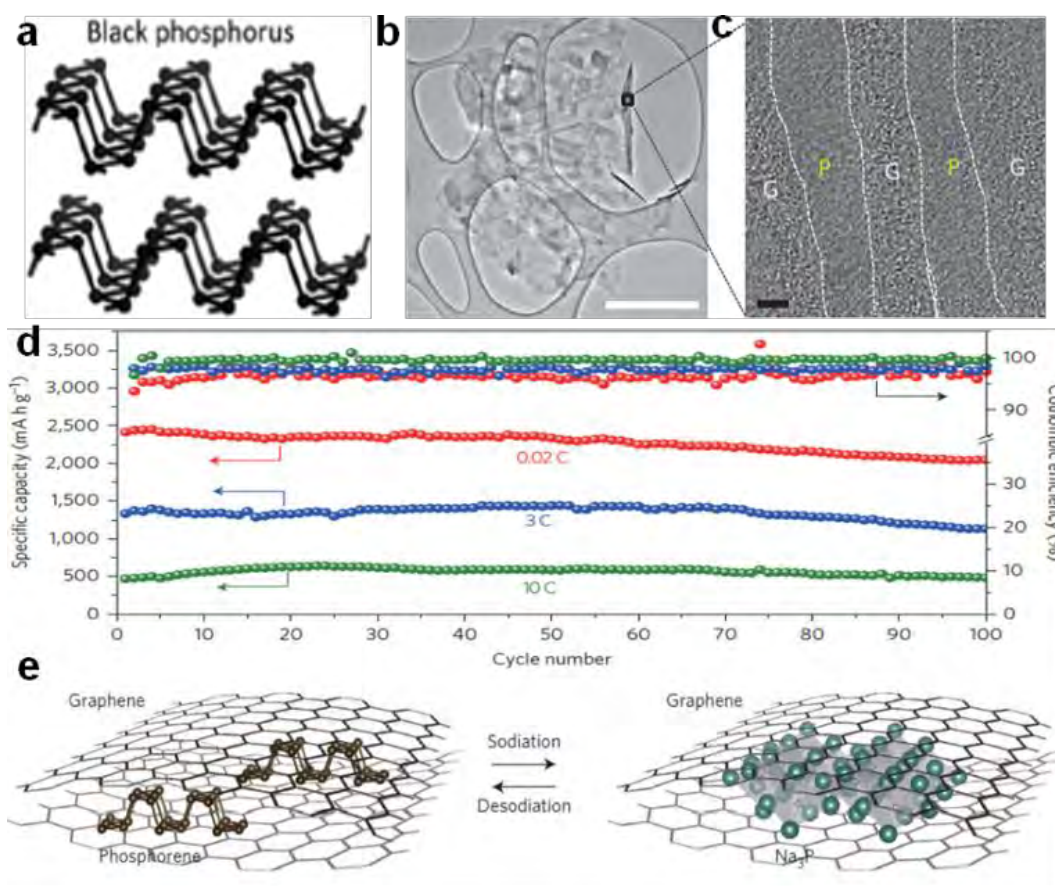 a
Black phosphorus
b
c
G
P
G
P
G
d
Specific capacity (mA h g⁻¹)
3,500
3,000
2,500
2,000
1,500
1,000
500
0
0.02 C
3 C
10 C
100
90
30
20
10
0
Coulombic efficiency (%)
0
10
20
30
40
50
60
70
80
90
100
Cycle number
e
Graphene
Phosphorene
Sodiation
Desodiation
Graphene
Na₃P